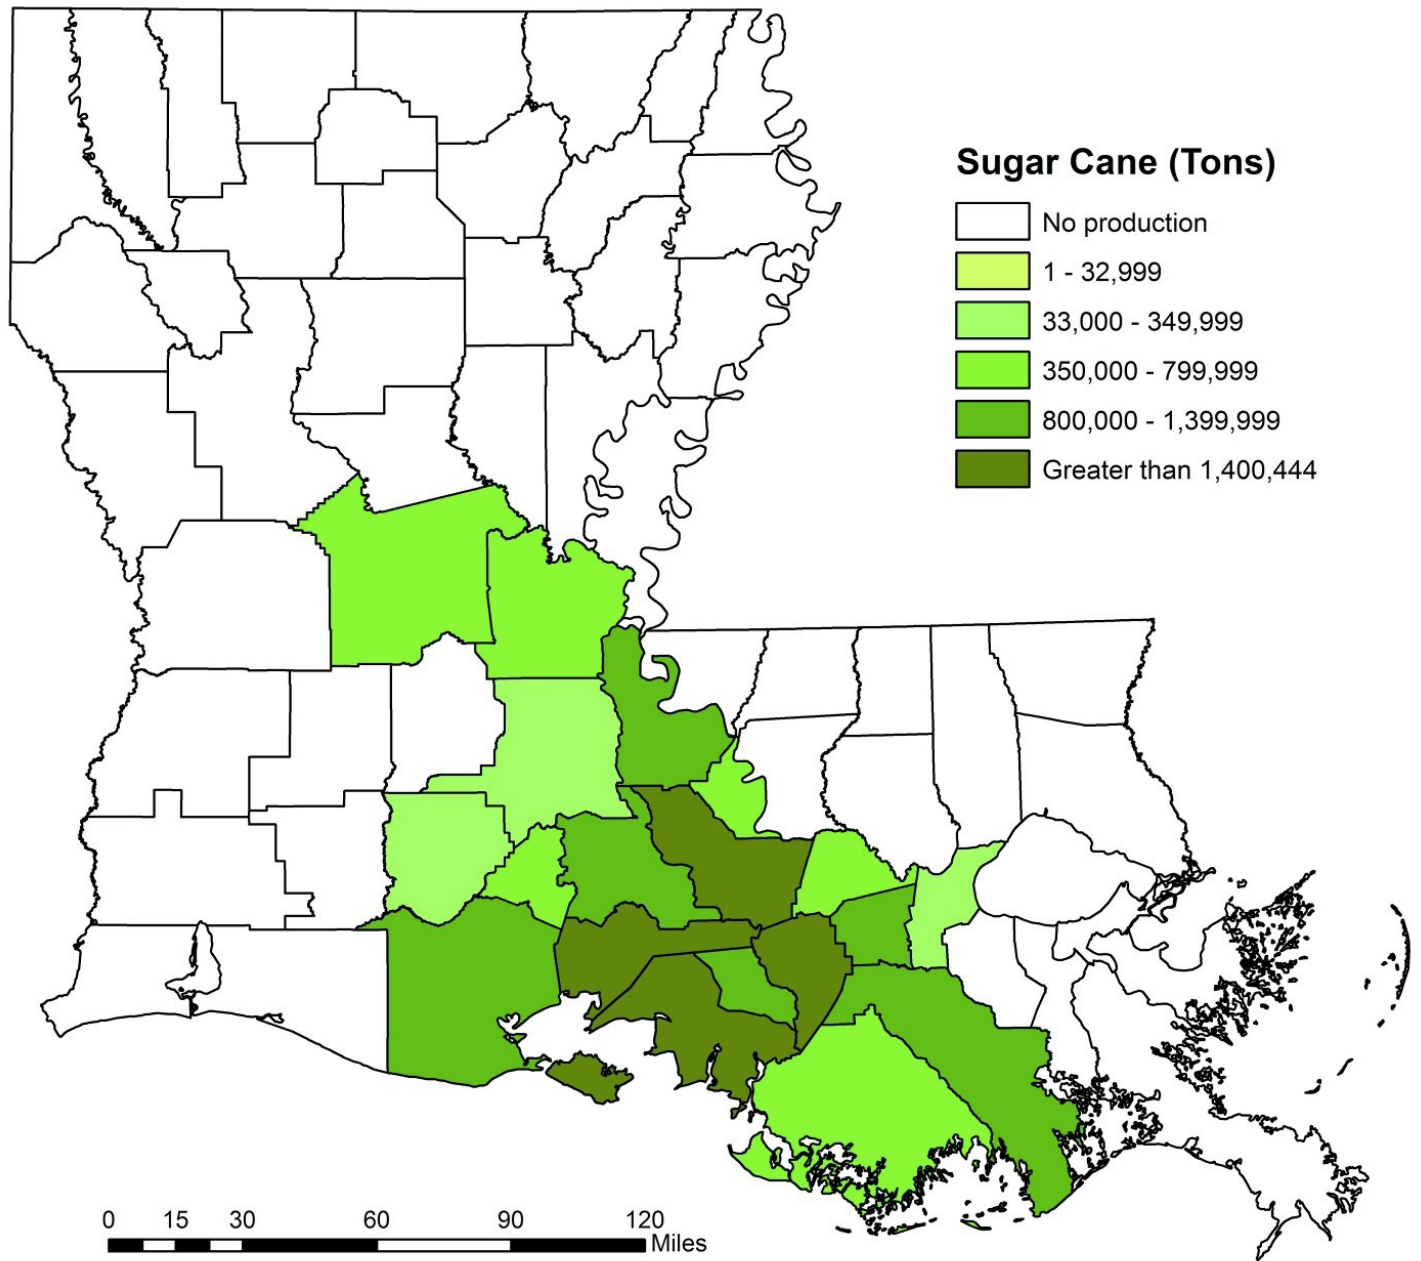 Sugar Cane (Tons)
No production
1 - 32,999
33,000 - 349,999
350,000 - 799,999
800,000 - 1,399,999
Greater than 1,400,444
0 15 30 60 90 120
Miles